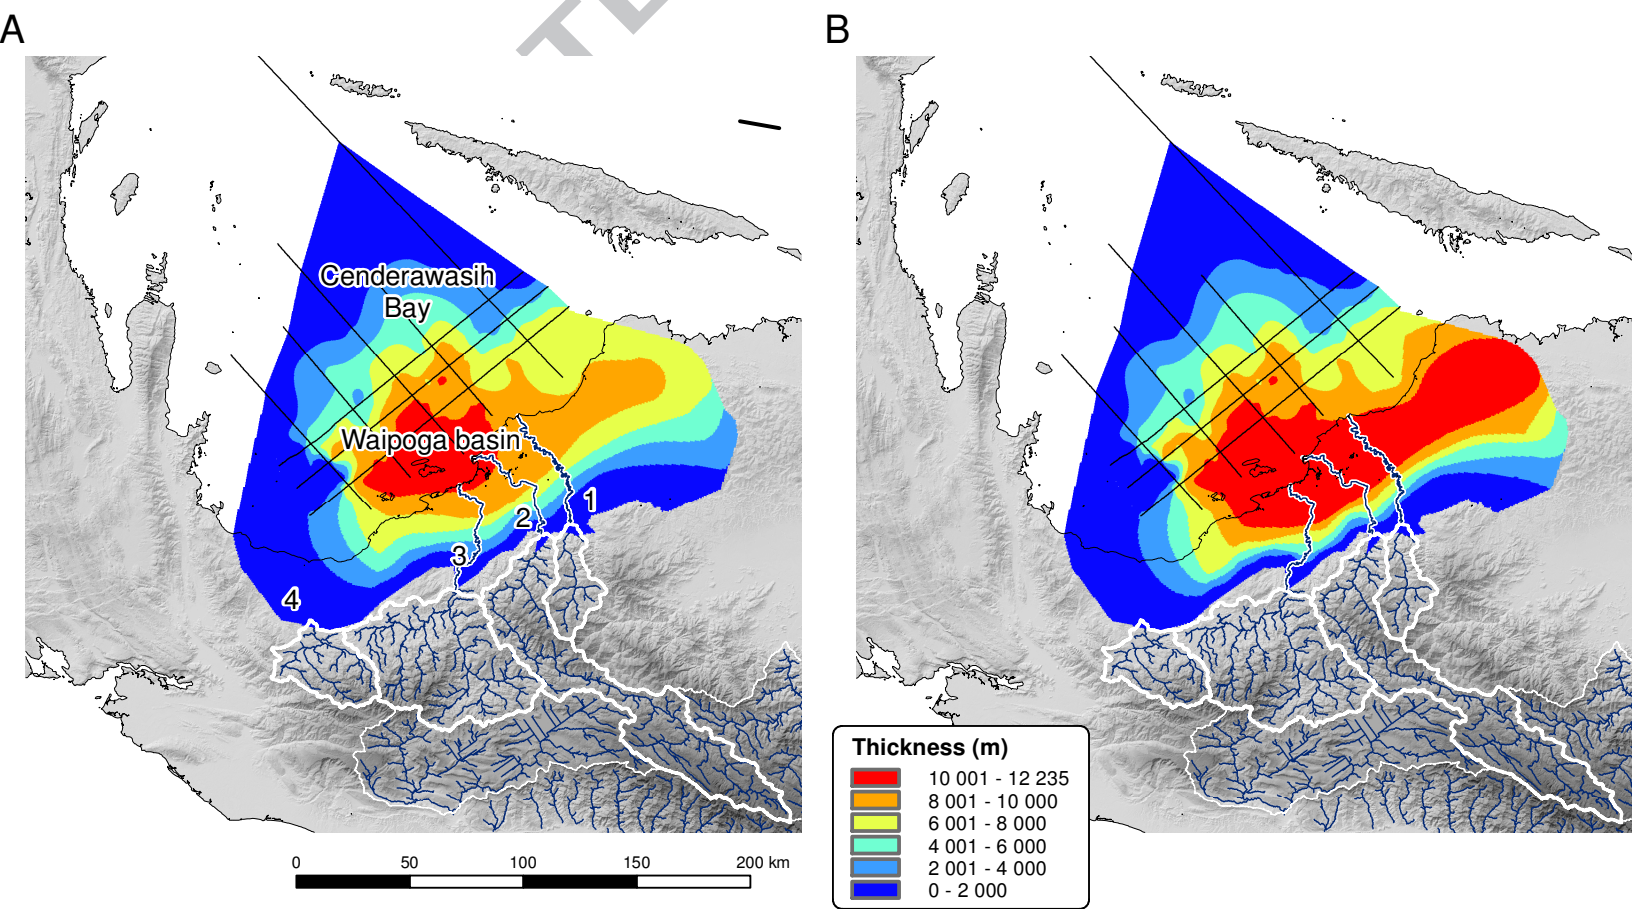 A
B
Cenderawasih
Bay
Waipoga basin
1
2
3
4
Thickness (m)
10 001 - 12 235
8 001 - 10 000
6 001 - 8 000
4 001 - 6 000
2 001 - 4 000
0 - 2 000
0 50 100 150 200 km